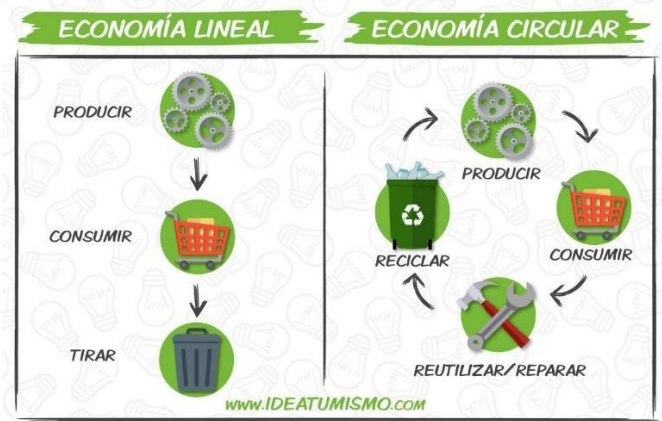 ECONOMÍA LINEAL
PRODUCIR
CONSUMIR
TIRAR
ECONOMÍA CIRCULAR
PRODUCIR
CONSUMIR
REUTILIZAR/REPARAR
RECICLAR
WWW.IDEATUMISMO.COM